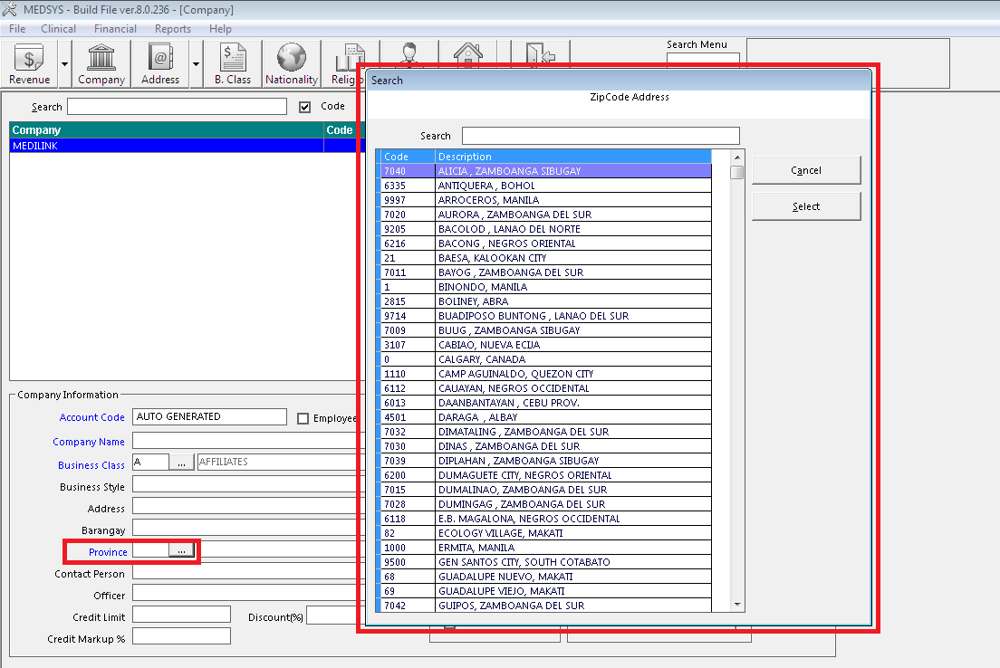 MEDSYS - Build File ver.8.0.236 - [Company]
File Clinical Financial Reports Help
Search Menu
Revenue Company Address B. Class Nationality
Search Code
Company Code
MEDILINK
Company Information
Account Code AUTO GENERATED Employee
Company Name
Business Class A ... AFFILIATES
Business Style
Address
Barangay
Province ...
Contact Person
Officer
Credit Limit Discount(%)
Credit Markup %
Search
ZipCode Address
Search
Cancel
Select
Code Description
7040 ALICIA , ZAMBOANGA SIBUGAY
6335 ANTIQUERA , BOHOL
9997 ARROCEROS, MANILA
7020 AURORA , ZAMBOANGA DEL SUR
9205 BACOLOD , LANAO DEL NORTE
6216 BACONG , NEGROS ORIENTAL
21 BAESA, KALOOKAN CITY
7011 BAYOG , ZAMBOANGA DEL SUR
1 BINONDO, MANILA
2815 BOLINEY, ABRA
9714 BUADIPOSO BUNTONG , LANAO DEL SUR
7009 BUUG , ZAMBOANGA SIBUGAY
3107 CABIAO, NUEVA ECIJA
0 CALGARY, CANADA
1110 CAMP AGUINALDO, QUEZON CITY
6112 CAUAYAN, NEGROS OCCIDENTAL
6013 DAANBANTAYAN , CEBU PROV.
4501 DARAGA , ALBAY
7032 DIMATALING , ZAMBOANGA DEL SUR
7030 DINAS , ZAMBOANGA DEL SUR
7039 DIPLAHAN , ZAMBOANGA SIBUGAY
6200 DUMAGUETE CITY, NEGROS ORIENTAL
7015 DUMALINAO, ZAMBOANGA DEL SUR
7028 DUMINGAG , ZAMBOANGA DEL SUR
6118 E.B. MAGALONA, NEGROS OCCIDENTAL
82 ECOLOGY VILLAGE, MAKATI
1000 ERMITA, MANILA
9500 GEN SANTOS CITY, SOUTH COTABATO
68 GUADALUPE NUEVO, MAKATI
69 GUADALUPE VIEJO, MAKATI
7042 GUIPOS, ZAMBOANGA DEL SUR